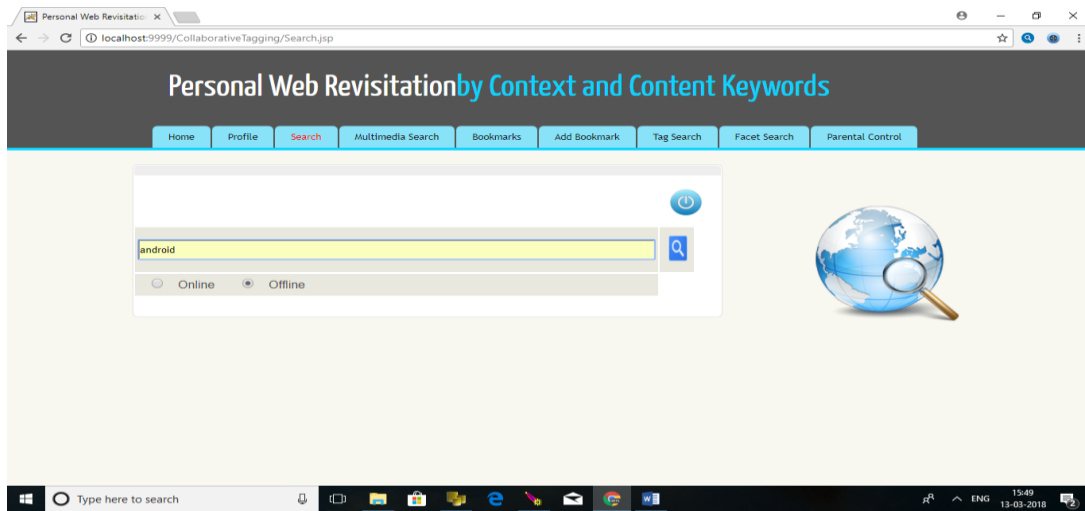 Personal Web Revisitatio
localhost:9999/CollaborativeTagging/Search.jsp
Personal Web Revisitationby Context and Content Keywords
Home Profile Search Multimedia Search Bookmarks Add Bookmark Tag Search Facet Search Parental Control
android
Online Offline
Type here to search ENG 15:49
13-03-2018
2